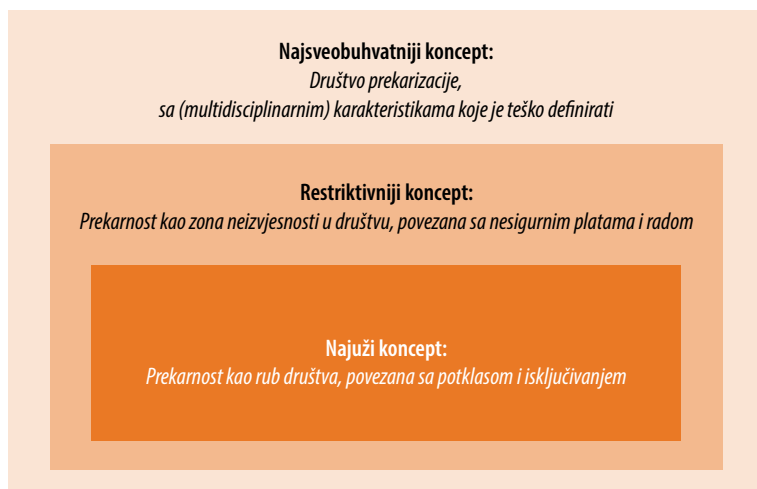 Najsveobuhvatniji koncept:
Društvo prekarizacije,
sa (multidisciplinarnim) karakteristikama koje je teško definirati
Restriktivniji koncept:
Prekarnost kao zona neizvjesnosti u društvu, povezana sa nesigurnim platama i radom
Najuži koncept:
Prekarnost kao rub društva, povezana sa potklasom i isključivanjem